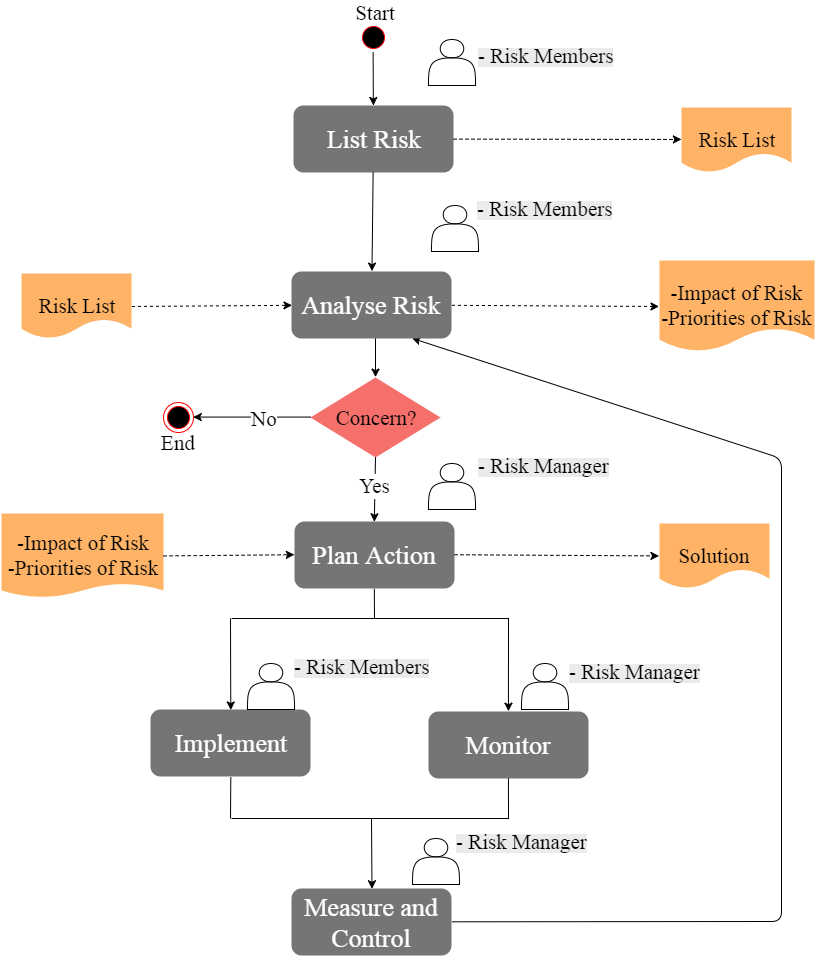 Start
- Risk Members
List Risk
Risk List
- Risk Members
Risk List
Analyse Risk
-Impact of Risk
-Priorities of Risk
Concern?
No
End
Yes
- Risk Manager
-Impact of Risk
-Priorities of Risk
Plan Action
Solution
- Risk Members
- Risk Manager
Implement
Monitor
- Risk Manager
Measure and
Control